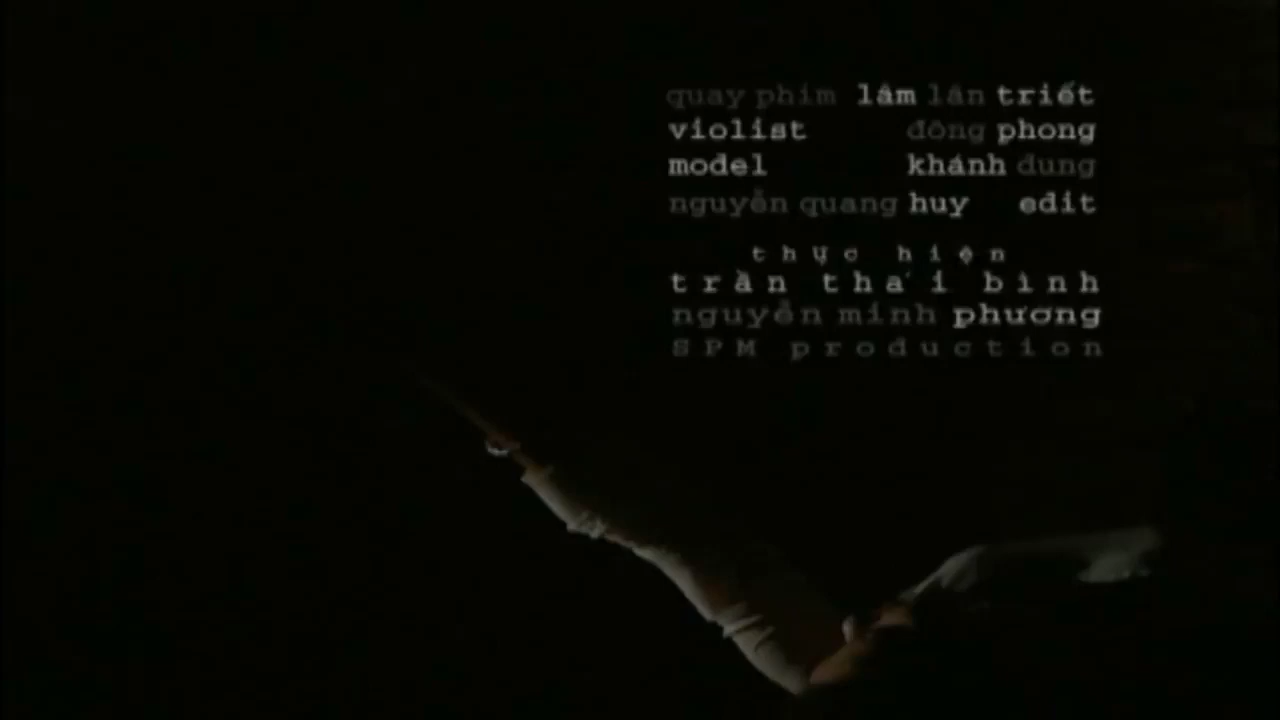 quay phim lâm lân triết
violist đông phong
model khánh dung
nguyễn quang huy edit
thực hiện
trần thái bình
nguyễn minh phương
SPM production